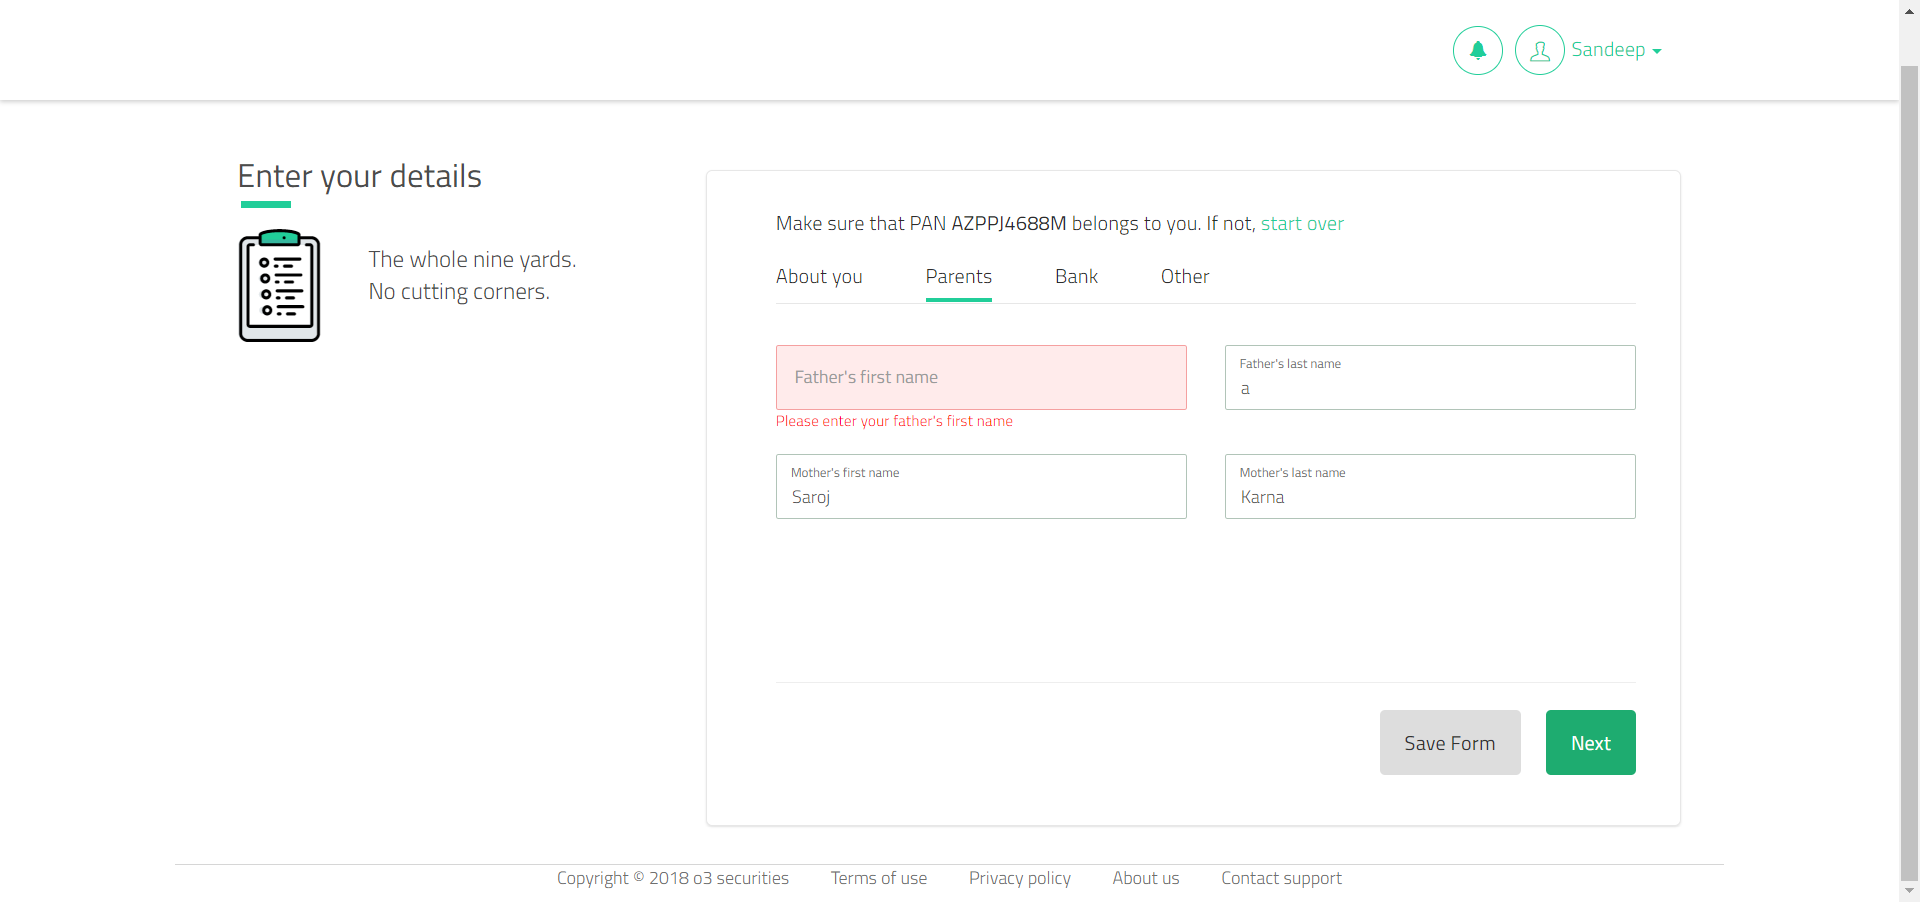 Sandeep
Enter your details
The whole nine yards.
No cutting corners.
Make sure that PAN AZPPJ4688M belongs to you. If not, start over
About you Parents Bank Other
Father's first name
Please enter your father's first name
Father's last name
a
Mother's first name
Saroj
Mother's last name
Karna
Save Form Next
Copyright © 2018 o3 securities Terms of use Privacy policy About us Contact support